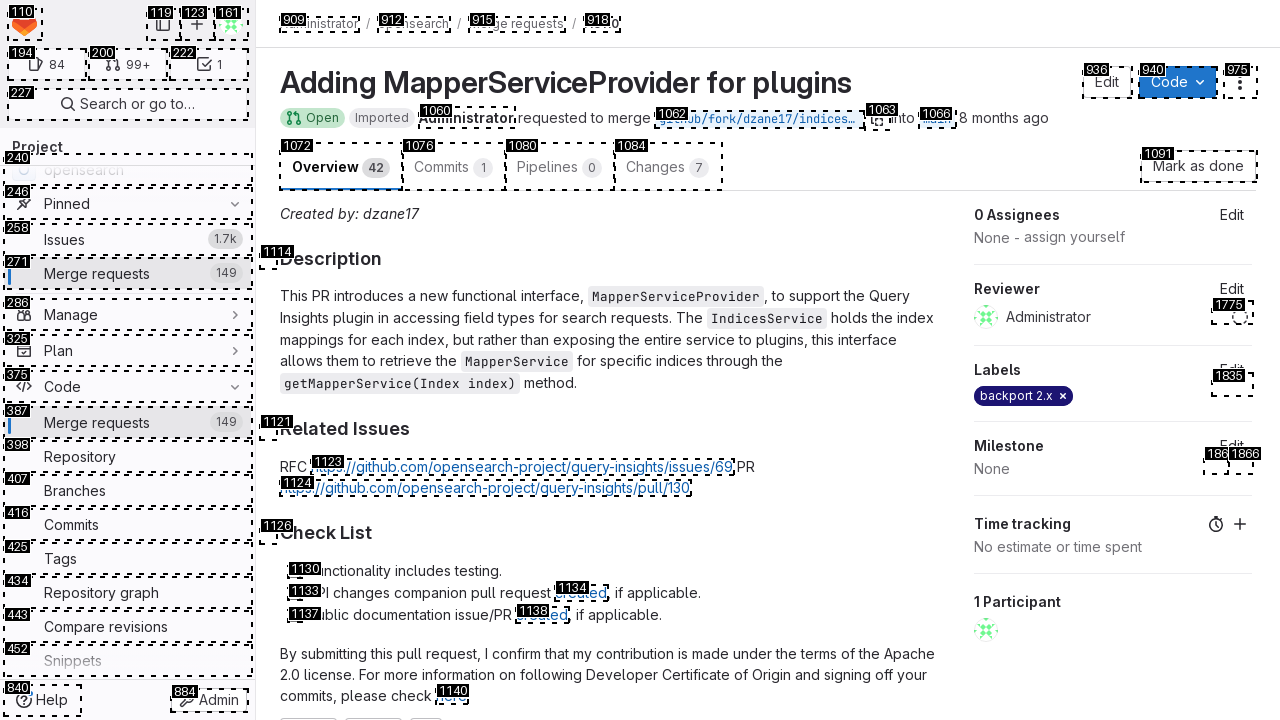 110
119
123
161
194
84
200
99+
222
1
227
Search or go to…
Project
240
opensearch
246
Pinned
258
Issues
1.7k
271
Merge requests
149
286
Manage
325
Plan
375
Code
387
Merge requests
149
398
Repository
407
Branches
416
Commits
425
Tags
434
Repository graph
443
Compare revisions
452
Snippets
840
Help
884
Admin
909
/
912
/
915
merge requests /
918
936
Edit
940
Code
975
Adding MapperServiceProvider for plugins
Open
Imported
1060
Administrator requested to merge
1062
github/fork/dzane17/indices…
1063
into
1066
main
8 months ago
1072
Overview 42
1076
Commits 1
1080
Pipelines 0
1084
Changes 7
1091
Mark as done
Created by: dzane17
1114
Description
This PR introduces a new functional interface, MapperServiceProvider, to support the Query
Insights plugin in accessing field types for search requests. The IndicesService holds the index
mappings for each index, but rather than exposing the entire service to plugins, this interface
allows them to retrieve the MapperService for specific indices through the
getMapperService(Index index) method.
1121
Related Issues
RFC
1123
https://github.com/opensearch-project/query-insights/issues/69 PR
1124
https://github.com/opensearch-project/query-insights/pull/130
1126
Check List
1130
Functionality includes testing.
1133
API changes companion pull request
1134
created, if applicable.
1137
Public documentation issue/PR
1138
created, if applicable.
By submitting this pull request, I confirm that my contribution is made under the terms of the Apache
2.0 license. For more information on following Developer Certificate of Origin and signing off your
commits, please check
1140
here
0 Assignees
Edit
None - assign yourself
Reviewer
Edit
1775
Administrator
Labels
Edit
1835
backport 2.x ×
Milestone
Edit
None
186
1866
Time tracking
No estimate or time spent
1 Participant